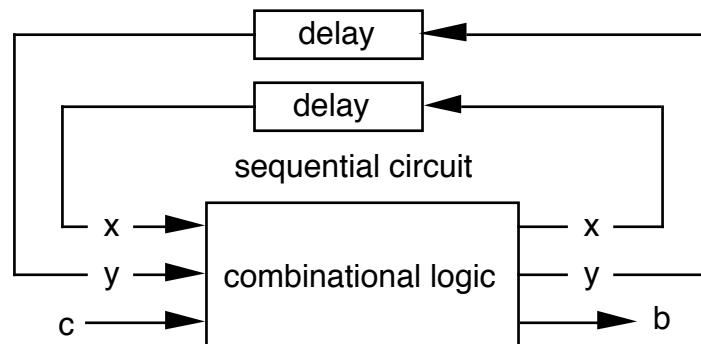 delay
delay
sequential circuit
x x
y combinational logic y
c b